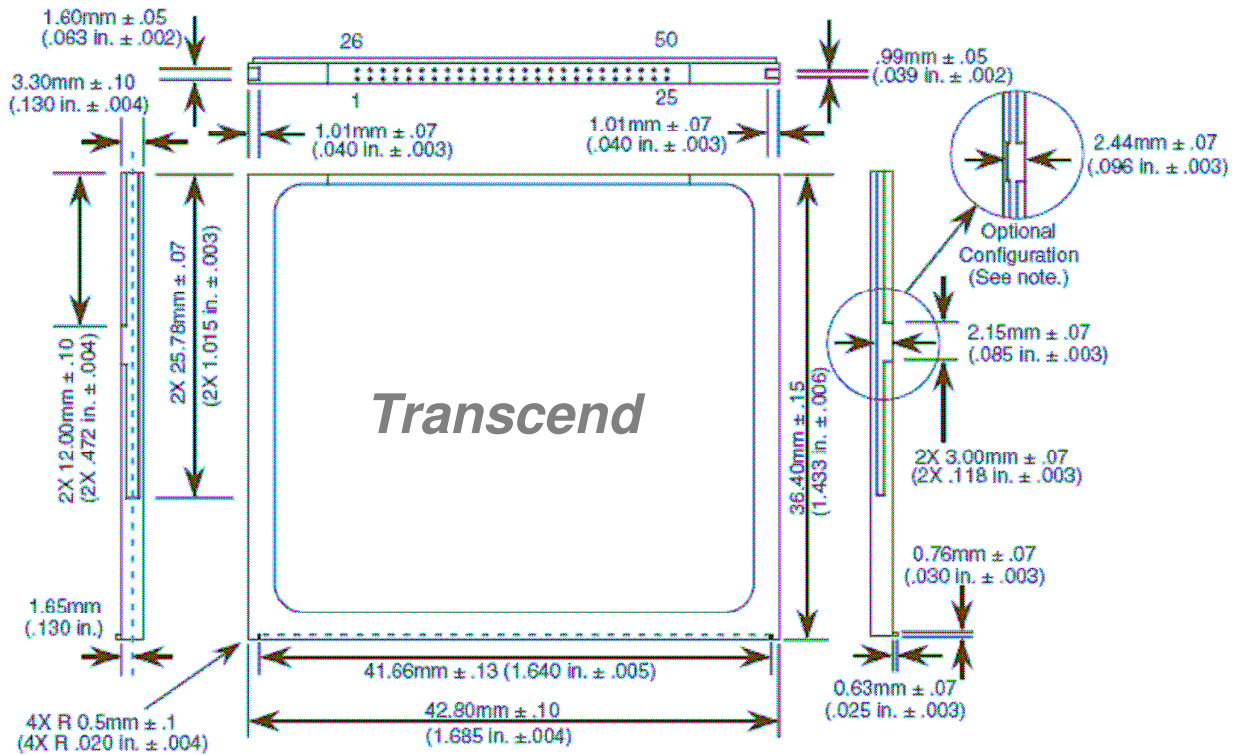 1.60mm ± .05
(.063 in. ± .002)
26
50
.99mm ± .05
(.039 in. ± .002)
3.30mm ± .10
(.130 in. ± .004)
1
25
1.01mm ± .07
(.040 in. ± .003)
1.01mm ± .07
(.040 in. ± .003)
2.44mm ± .07
(.096 in. ± .003)
Optional
Configuration
(See note.)
2X 12.00mm ± .10
(2X .472 in. ± .004)
2X 25.78mm ± .07
(2X 1.015 in. ± .003)
Transcend
36.40mm ± .15
(1.433 in. ± .006)
2.15mm ± .07
(.085 in. ± .003)
2X 3.00mm ± .07
(2X .118 in. ± .003)
0.76mm ± .07
(.030 in. ± .003)
1.65mm
(.130 in.)
41.66mm ± .13 (1.640 in. ± .005)
0.63mm ± .07
(.025 in. ± .003)
4X R 0.5mm ± .1
(4X R .020 in. ± .004)
42.80mm ± .10
(1.685 in. ± .004)